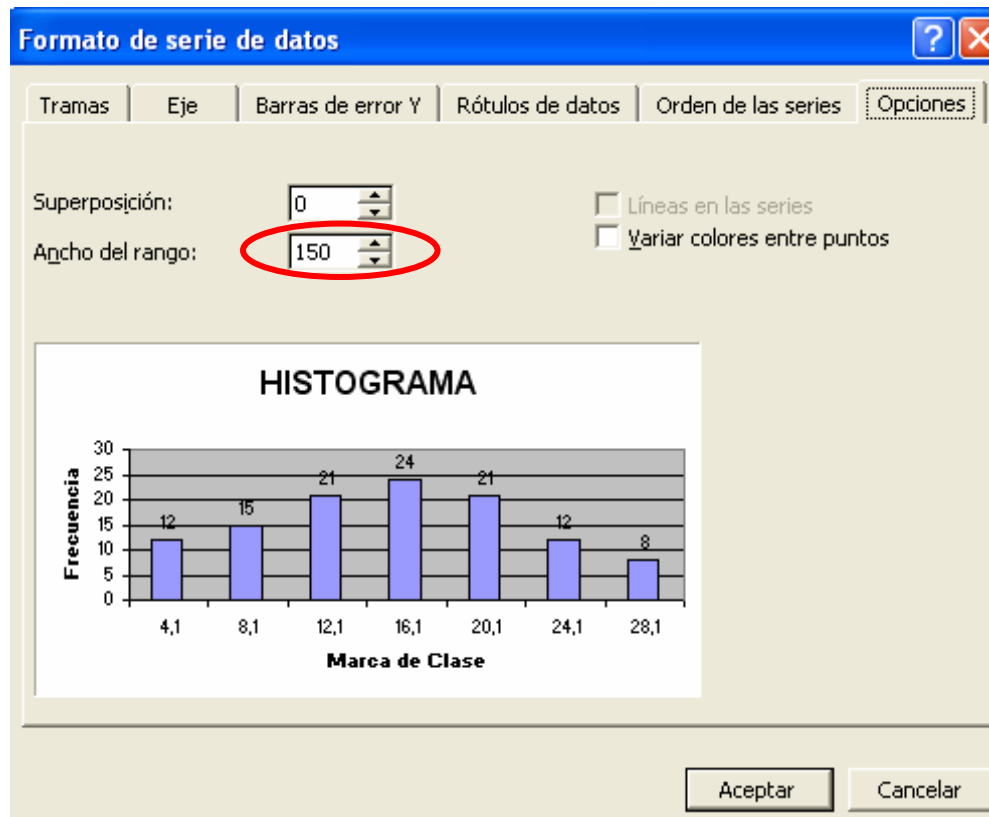 Formato de serie de datos
Tramas Eje Barras de error Y Rótulos de datos Orden de las series Opciones
Superposición: 0 Líneas en las series
Ancho del rango: 150 Variar colores entre puntos
HISTOGRAMA
Frecuencia
30
25
20
15
10
5
0
12 15 21 24 21 12 8
4,1 8,1 12,1 16,1 20,1 24,1 28,1
Marca de Clase
Aceptar Cancelar